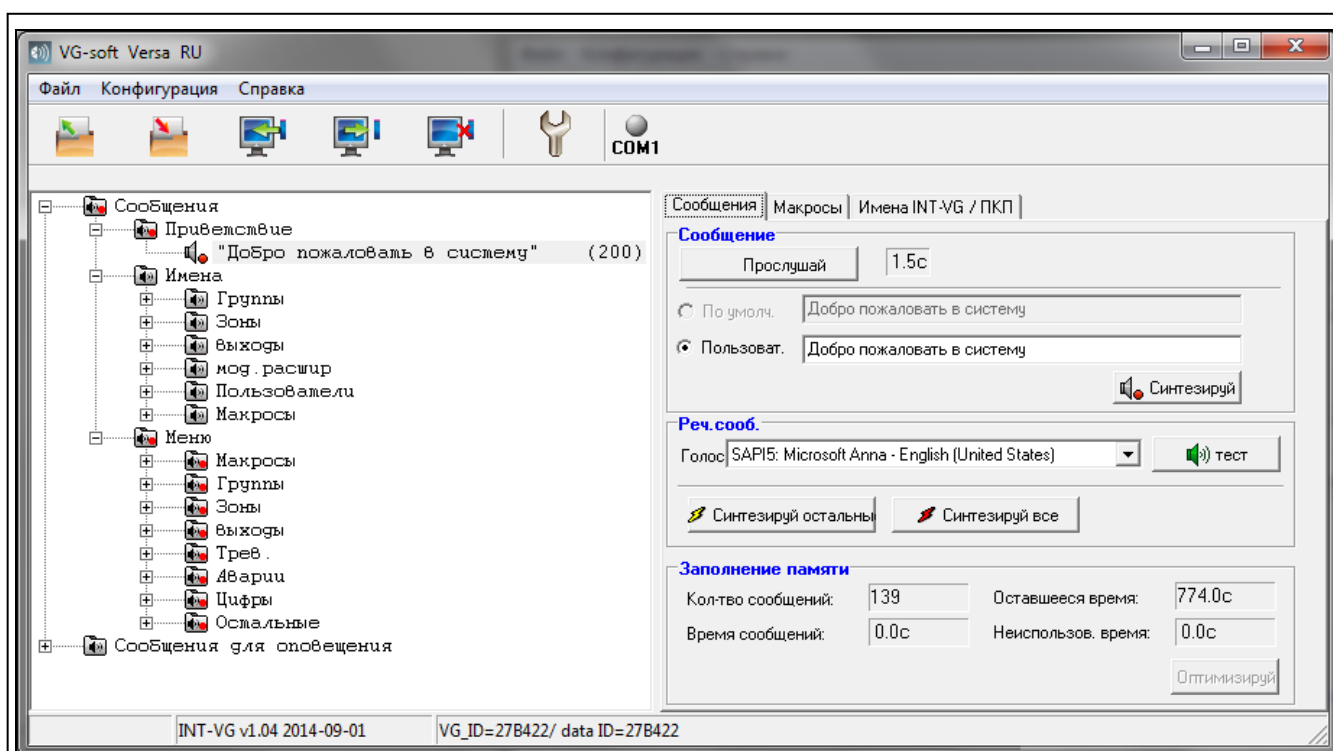 VG-soft Versa RU
Файл Конфигурация Справка
COM1
Сообщения
Приветствие
"Добро пожаловать в систему" (200)
Имена
Группы
Зоны
выходы
мод.расшир
Пользователи
Макросы
Меню
Макросы
Группы
Зоны
выходы
Трев.
Аварии
Цифры
Остальные
Сообщения для оповещения
Сообщения Макросы Имена INT-VG / ПКП
Сообщение
Прослушай 1.5с
По умолч. Добро пожаловать в систему
Пользоват. Добро пожаловать в систему
Синтезируй
Реч.сооб.
Голос SAPI5: Microsoft Anna - English (United States) тест
Синтезируй остальны Синтезируй все
Заполнение памяти
Кол-тво сообщений: 139 Оставшееся время: 774.0с
Время сообщений: 0.0с Неиспользов. время: 0.0с
Оптимизируй
INT-VG v1.04 2014-09-01 VG_ID=27B422/ data ID=27B422